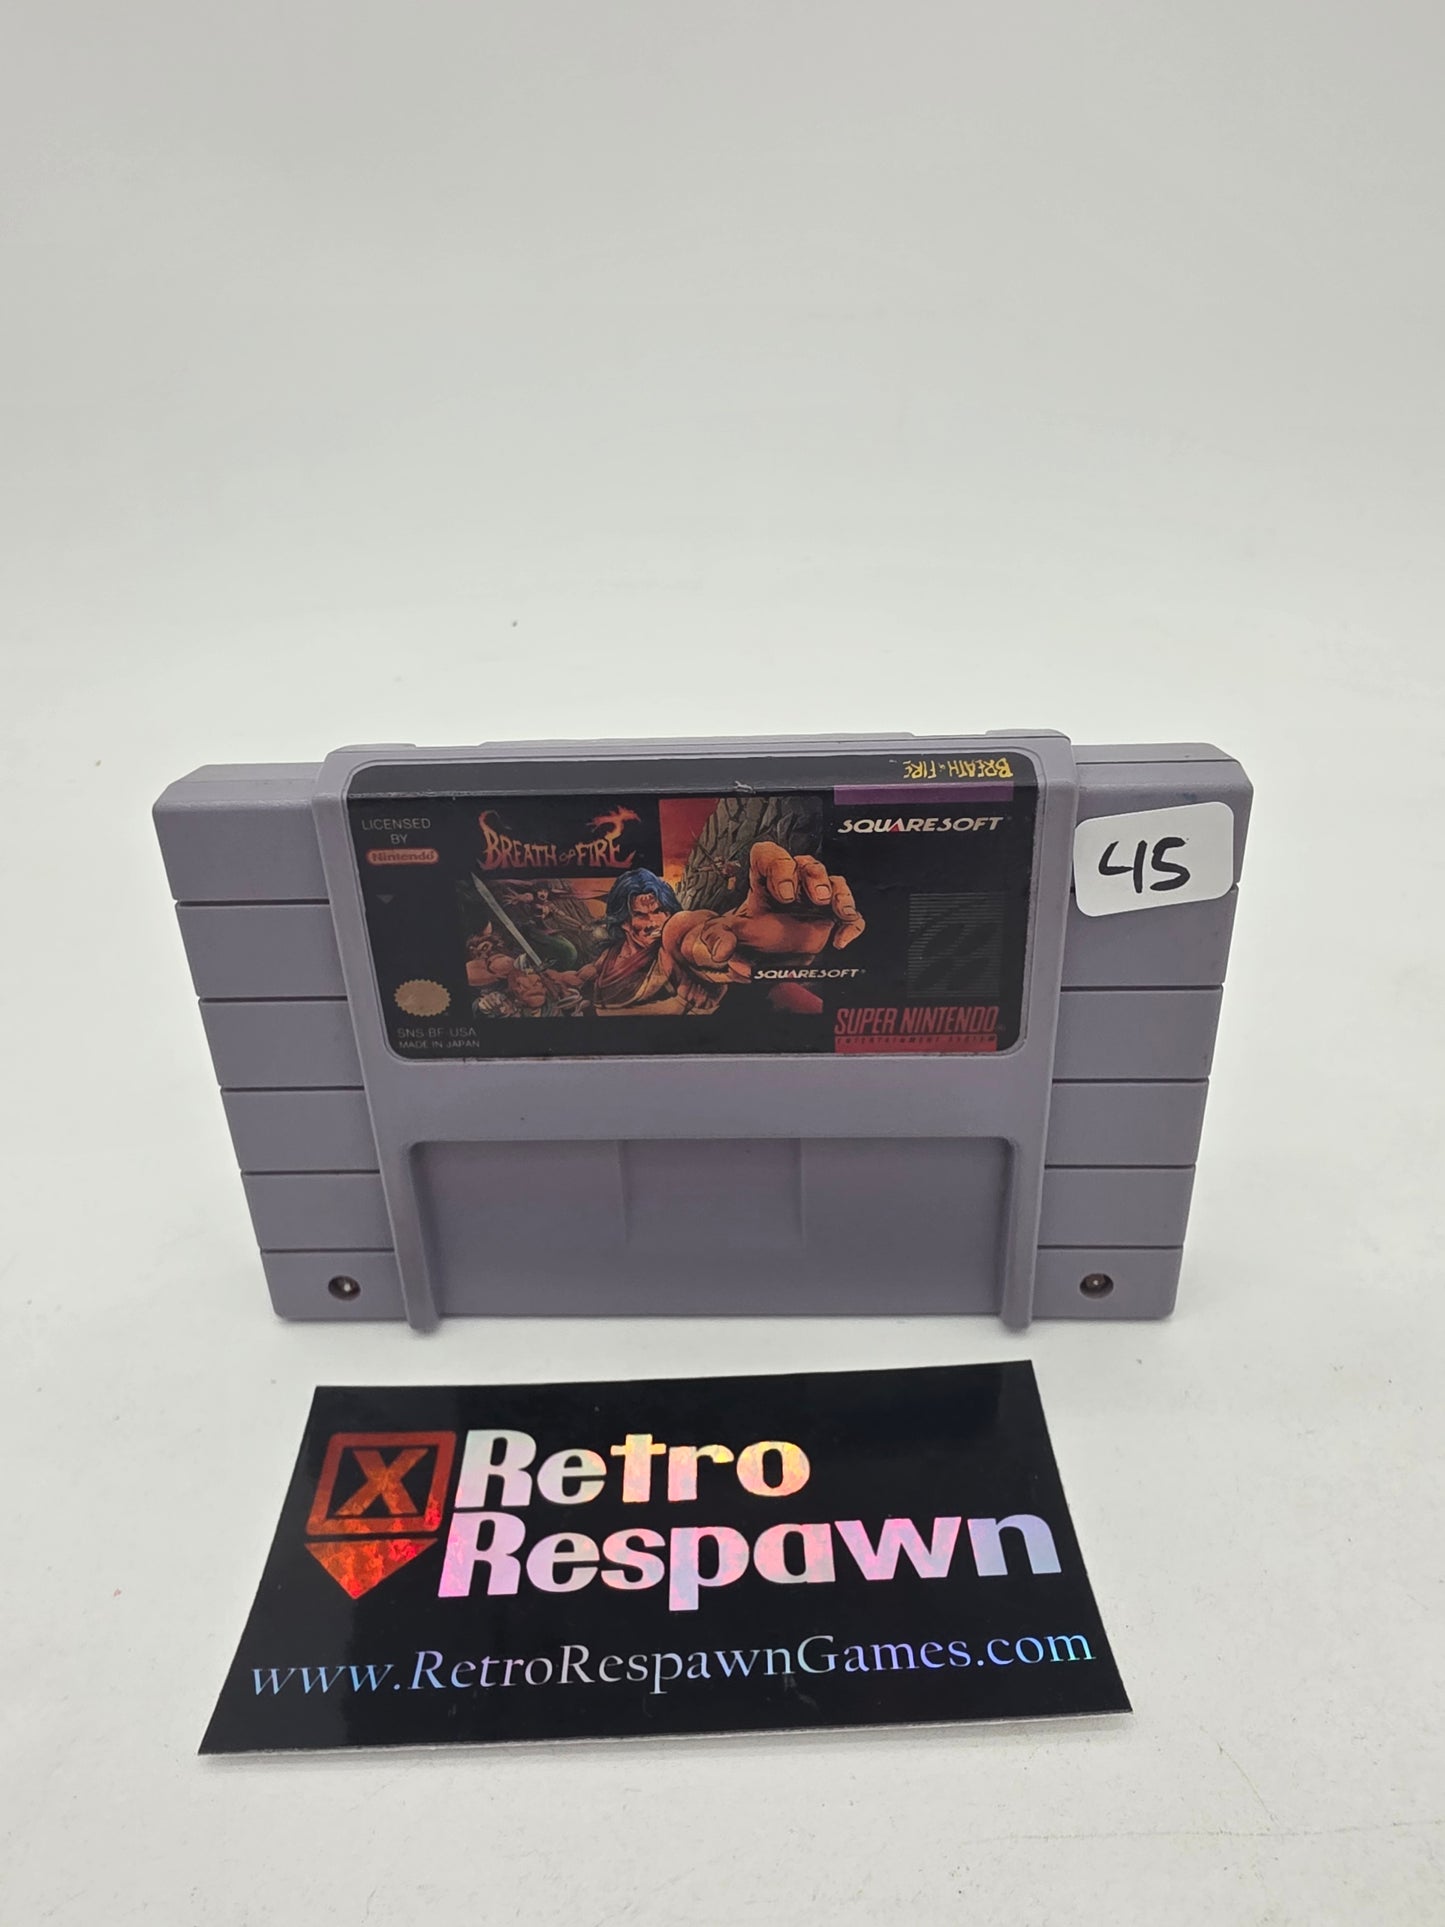 BREATH OF FIRE
LICENSED
BY
Nintendo
BREATH OF FIRE
SQUARESOFT
45
SQUARESOFT
SNS BF USA
MADE IN JAPAN
SUPER NINTENDO
ENTERTAINMENT SYSTEM
X Retro
Respawn
www.RetroRespawnGames.com